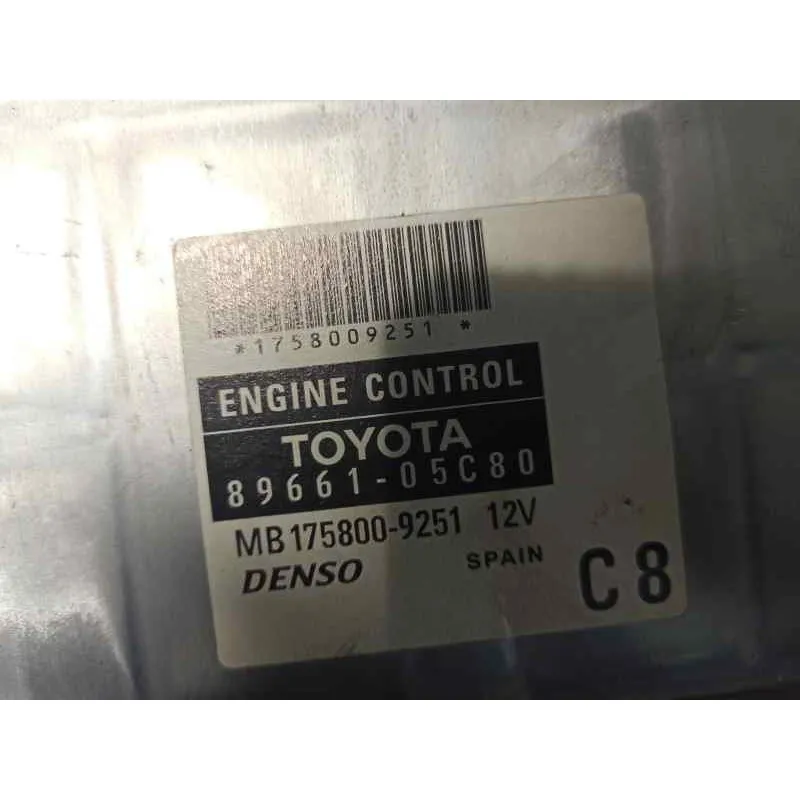 *1758009251*
ENGINE CONTROL
TOYOTA
89661-05C80
MB175800-9251 12V
DENSO SPAIN C8